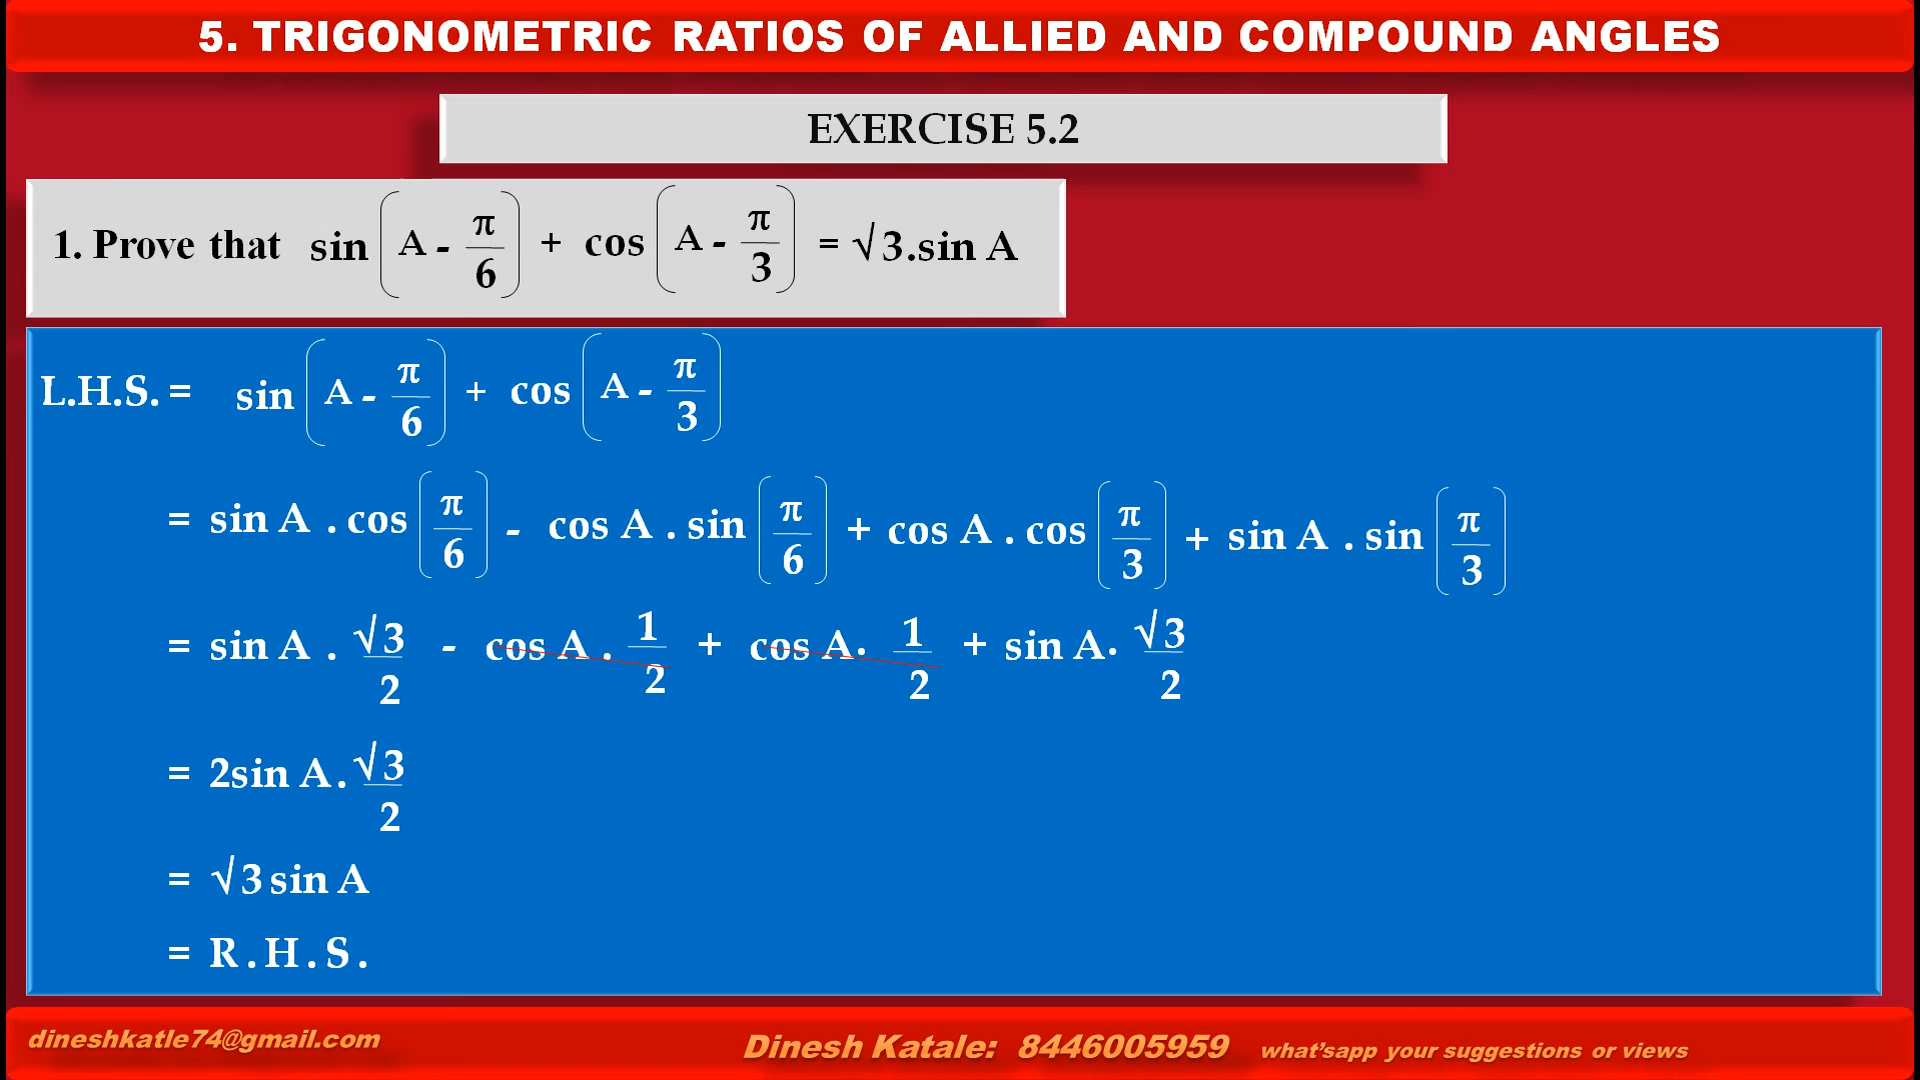 5. TRIGONOMETRIC RATIOS OF ALLIED AND COMPOUND ANGLES
EXERCISE 5.2
1. Prove that sin (A - π/6) + cos (A - π/3) = √3.sin A
L.H.S. = sin (A - π/6) + cos (A - π/3)
= sin A . cos (π/6) - cos A . sin (π/6) + cos A . cos (π/3) + sin A . sin (π/3)
= sin A . √3/2 - cos A . 1/2 + cos A. 1/2 + sin A. √3/2
= 2sin A. √3/2
= √3 sin A
= R.H.S.
dineshkatle74@gmail.com Dinesh Katale: 8446005959 what'sapp your suggestions or views